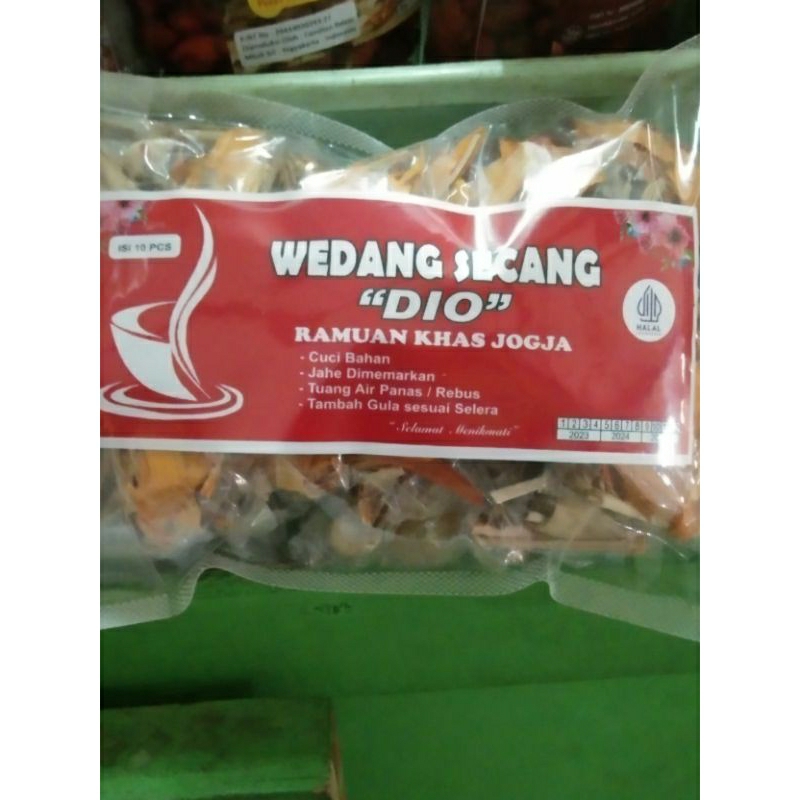 ISI 10 PCS
WEDANG SECANG
“DIO”
RAMUAN KHAS JOGJA
- Cuci Bahan
- Jahe Dimemarkan
- Tuang Air Panas / Rebus
- Tambah Gula sesuai Selera
“Selamat Menikmati”
HALAL
1 2 3 4 5 6 7 8 9
2023 2024